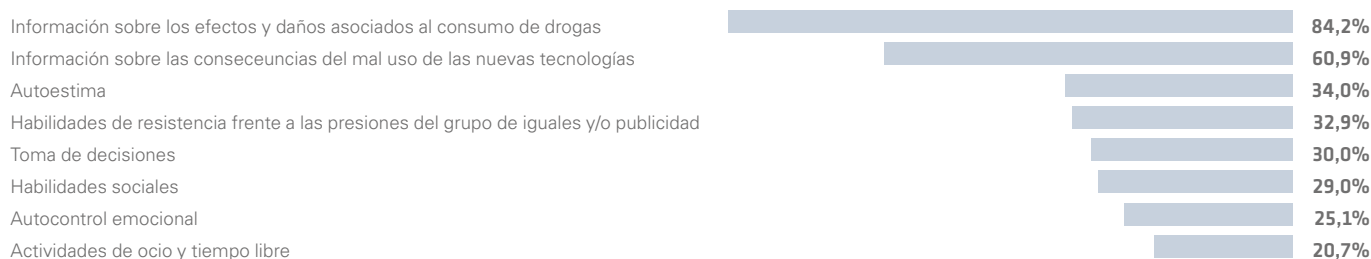 Información sobre los efectos y daños asociados al consumo de drogas 84,2%
Información sobre las conseceuncias del mal uso de las nuevas tecnologías 60,9%
Autoestima 34,0%
Habilidades de resistencia frente a las presiones del grupo de iguales y/o publicidad 32,9%
Toma de decisiones 30,0%
Habilidades sociales 29,0%
Autocontrol emocional 25,1%
Actividades de ocio y tiempo libre 20,7%